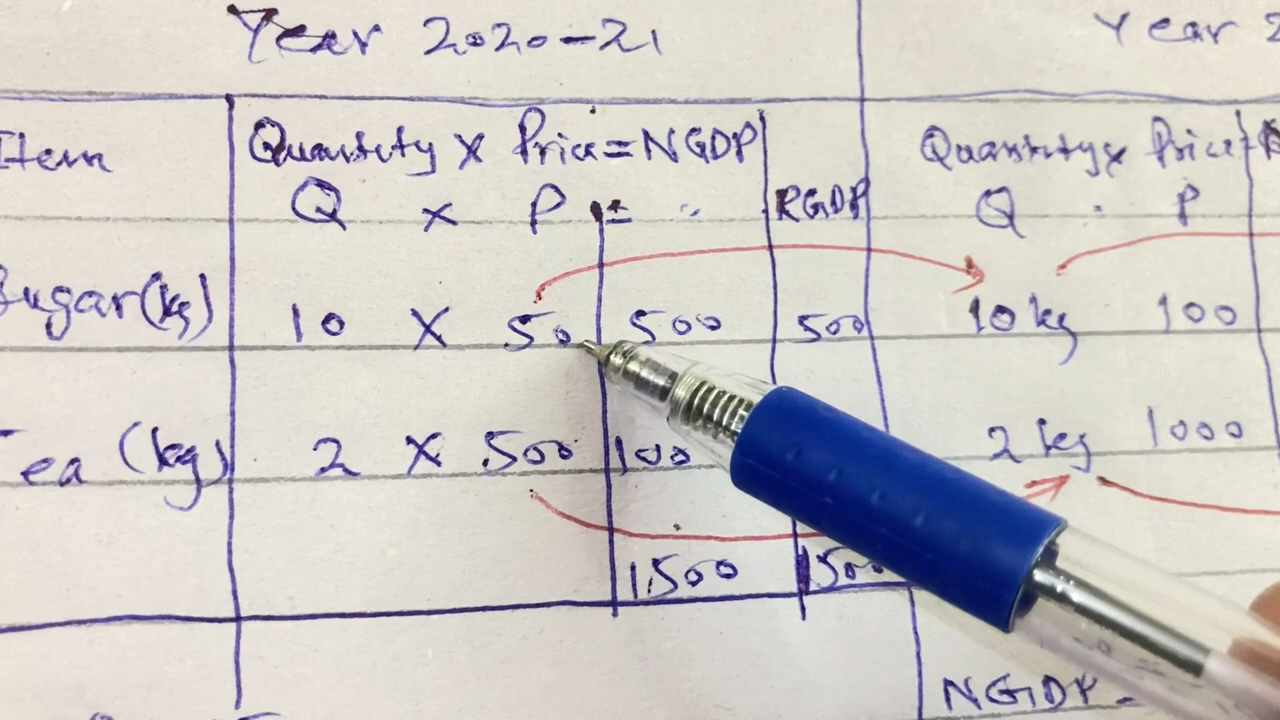 Year 2020-21 Year 2
Item Quantity X Price = NGDP Quantity x Price =
Q x P = " RGDP Q . P
Sugar (kg) 10 X 50 500 500 10 kg 100
Tea (kg) 2 X 500 100 2 kg 1000
1500 1500
NGDP